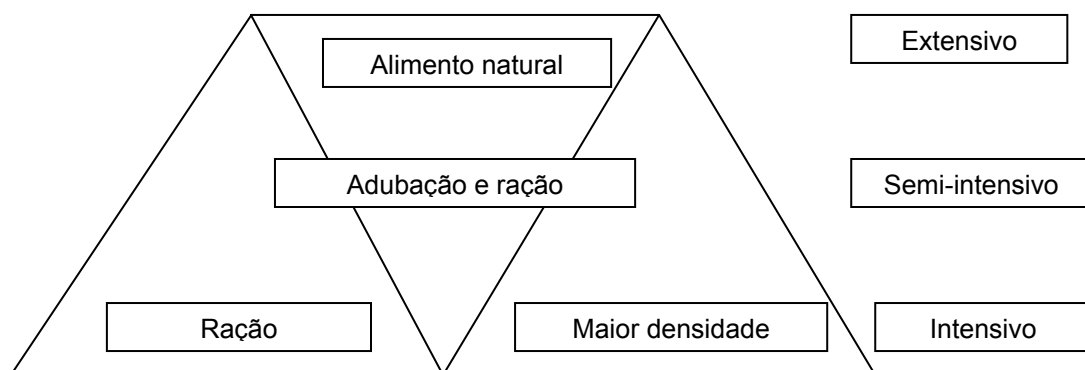 Alimento natural
Extensivo
Adubação e ração
Semi-intensivo
Ração
Maior densidade
Intensivo